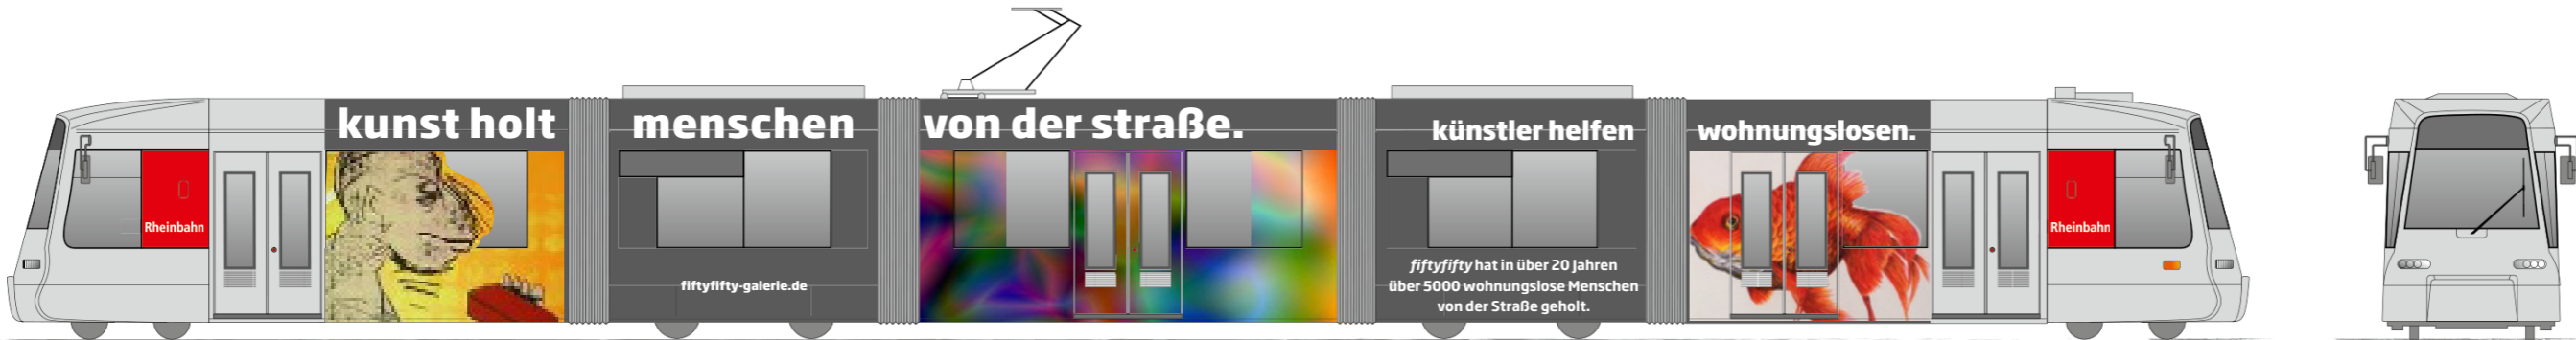 kunst holt menschen von der straße.
künstler helfen wohnungslosen.
Rheinbahn
fiftyfifty-galerie.de
fiftyfifty hat in über 20 Jahren
über 5000 wohnungslose Menschen
von der Straße geholt.
Rheinbahn